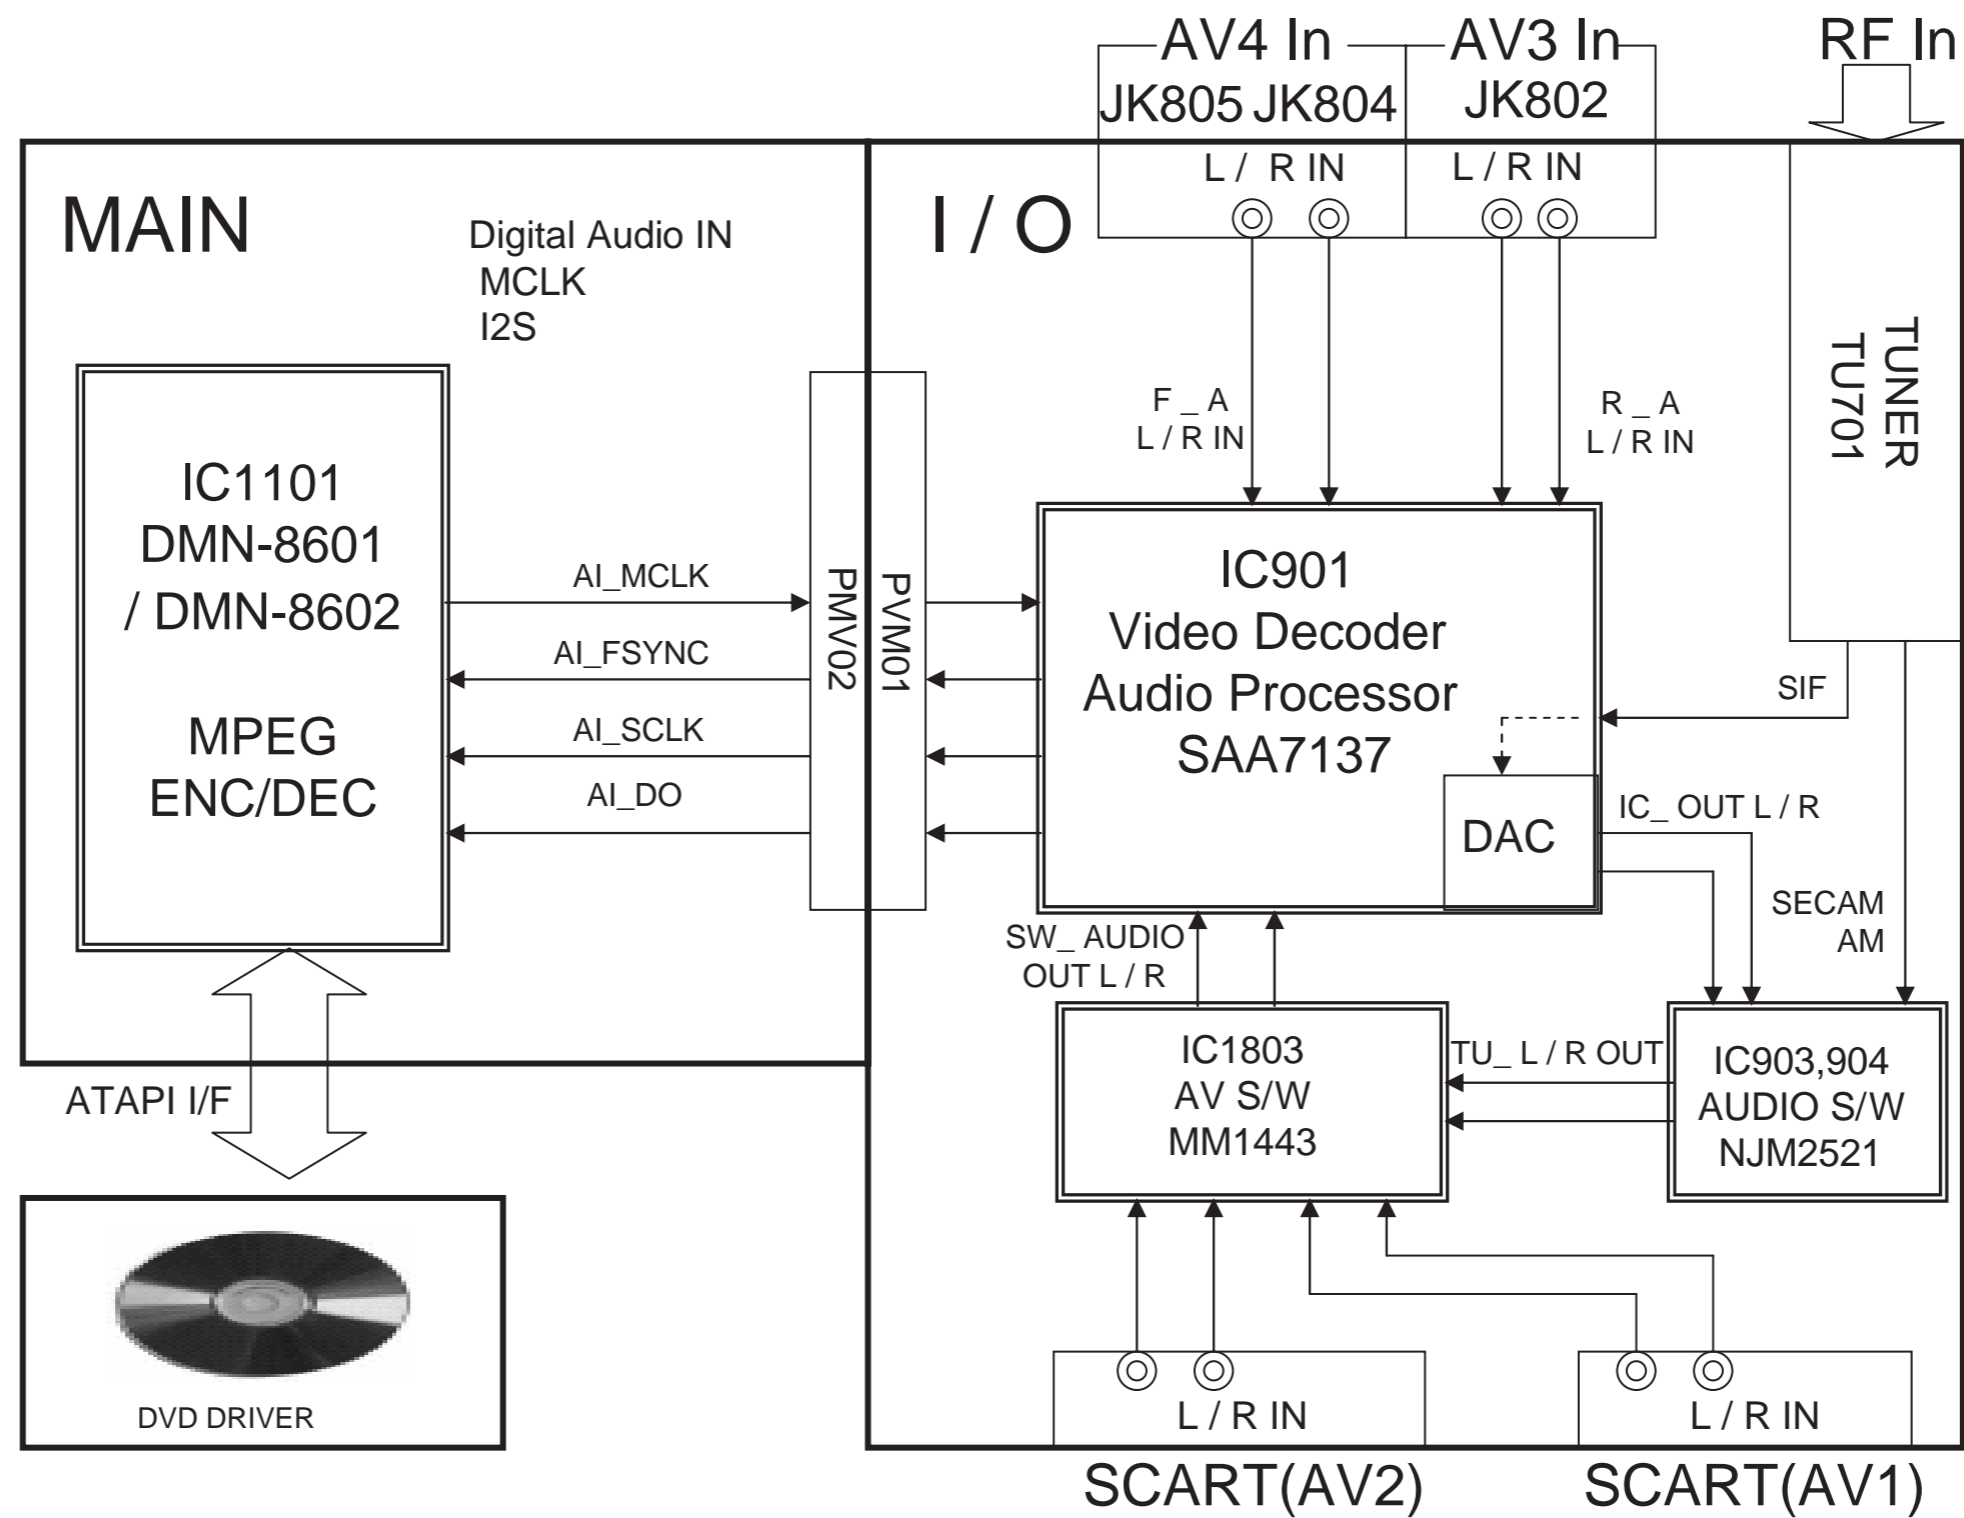 AV4 In
AV3 In
RF In
JK805 JK804
JK802
L / R IN
L / R IN
MAIN
Digital Audio IN
MCLK
I2S
I / O
TUNER
TU701
F _ A
L / R IN
R _ A
L / R IN
IC1101
DMN-8601
/ DMN-8602
MPEG
ENC/DEC
AI_MCLK
AI_FSYNC
AI_SCLK
AI_DO
PMV02
PVM01
IC901
Video Decoder
Audio Processor
SAA7137
DAC
SIF
IC_ OUT L / R
SECAM
AM
SW_ AUDIO
OUT L / R
IC1803
AV S/W
MM1443
TU_ L / R OUT
IC903,904
AUDIO S/W
NJM2521
ATAPI I/F
DVD DRIVER
L / R IN
L / R IN
SCART(AV2)
SCART(AV1)